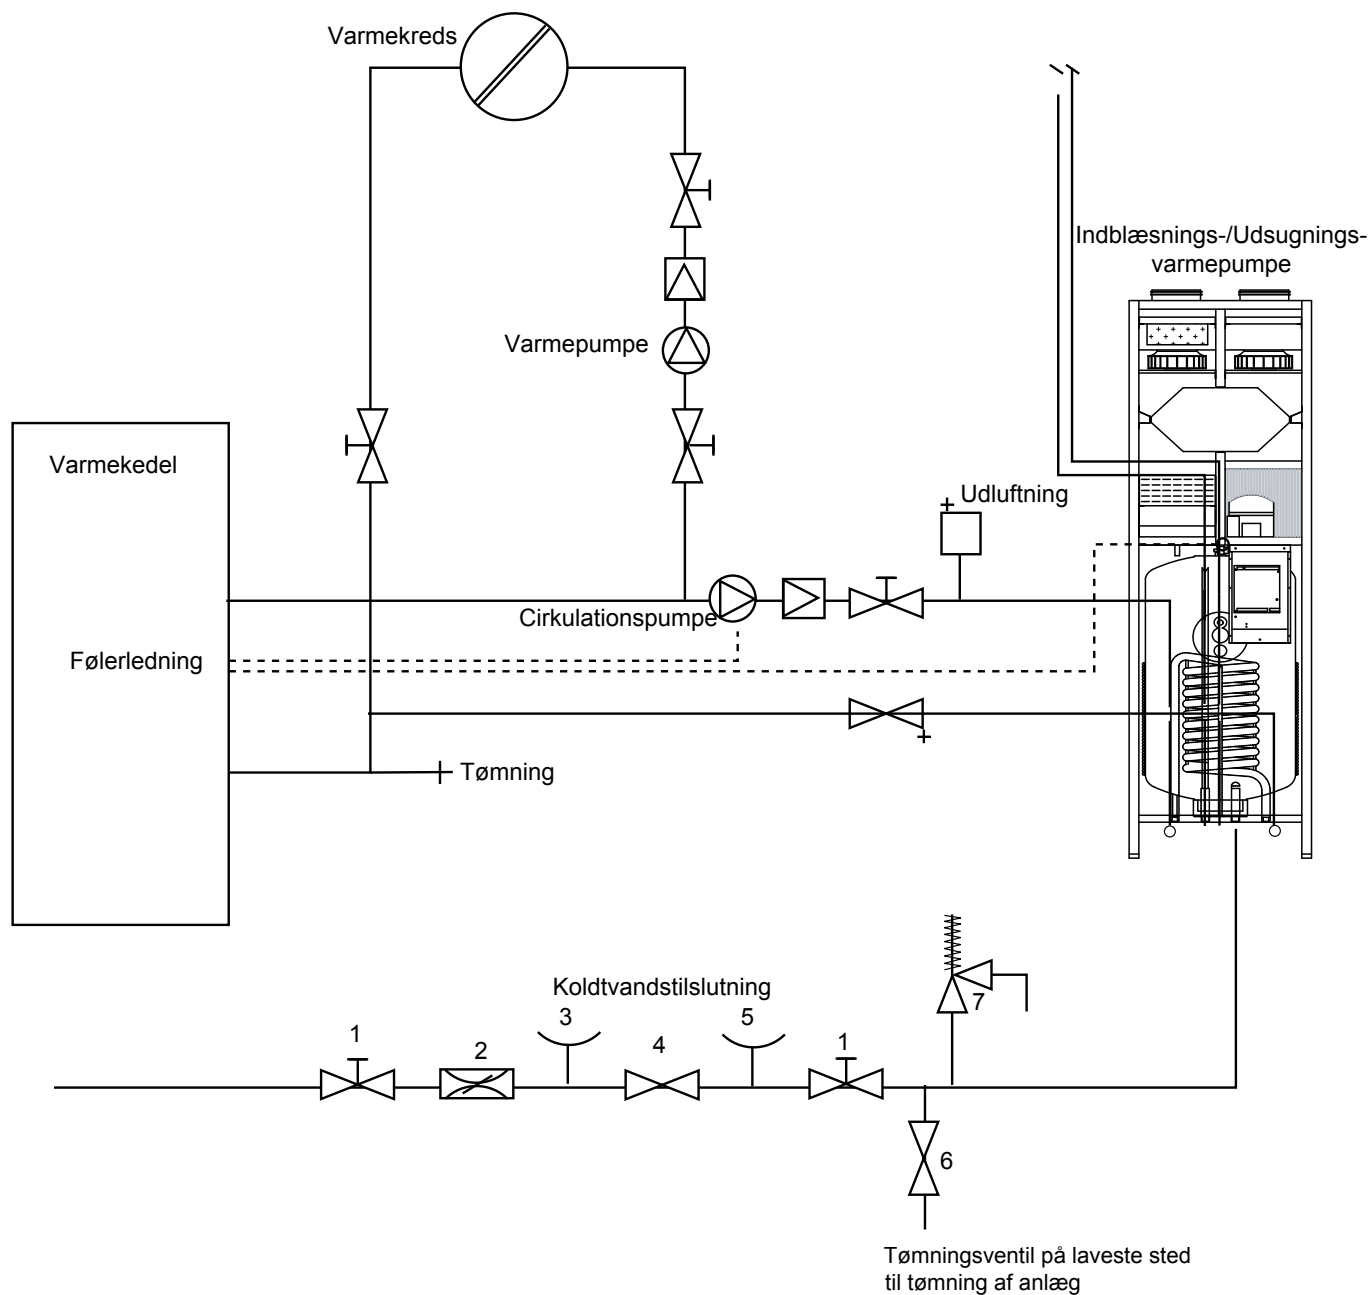 Varmekreds
Indblæsnings-/Udsugnings-
varmepumpe
Varmepumpe
Varmekedel
Udluftning
Cirkulationspumpe
Følerledning
Tømning
Koldtvandstilslutning
1
2
3
4
5
1
7
6
Tømningsventil på laveste sted
til tømning af anlæg